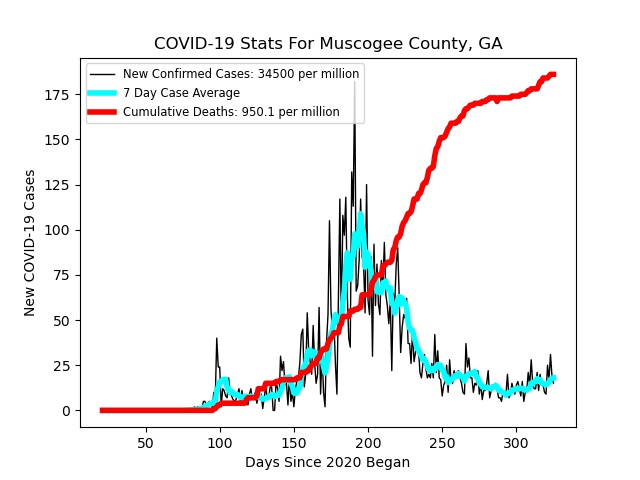 COVID-19 Stats For Muscogee County, GA
New Confirmed Cases: 34500 per million
7 Day Case Average
Cumulative Deaths: 950.1 per million
New COVID-19 Cases
175
150
125
100
75
50
25
0
50 100 150 200 250 300
Days Since 2020 Began